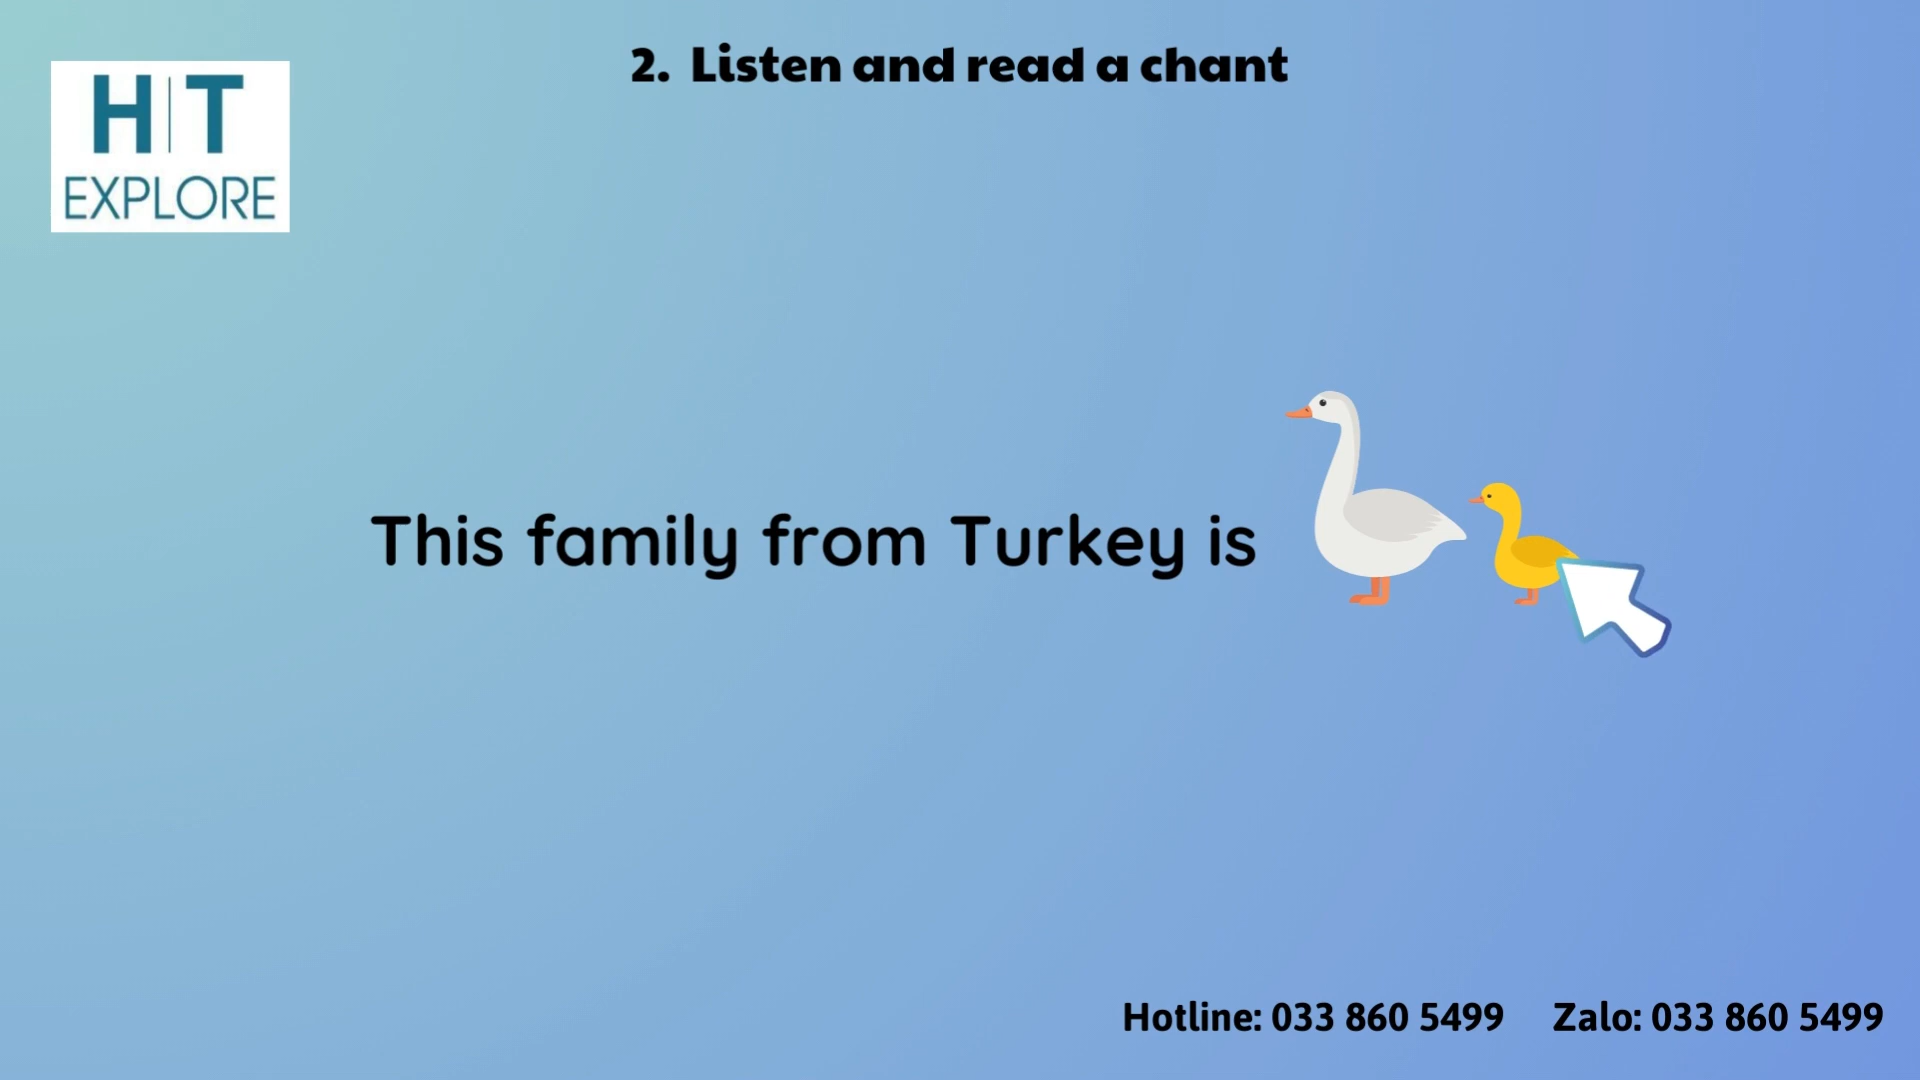 2. Listen and read a chant
H|T
EXPLORE
This family from Turkey is
Hotline: 033 860 5499 Zalo: 033 860 5499